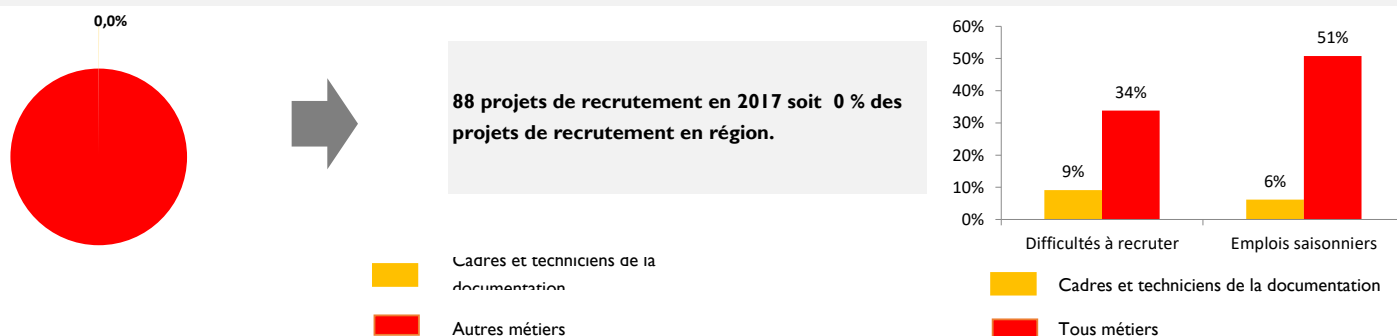 0,0%
88 projets de recrutement en 2017 soit 0 % des
projets de recrutement en région.
Cadres et techniciens de la
documentation
Autres métiers
60%
50%
40%
30%
20%
10%
0%
9%
34%
6%
51%
Difficultés à recruter
Emplois saisonniers
Cadres et techniciens de la documentation
Tous métiers